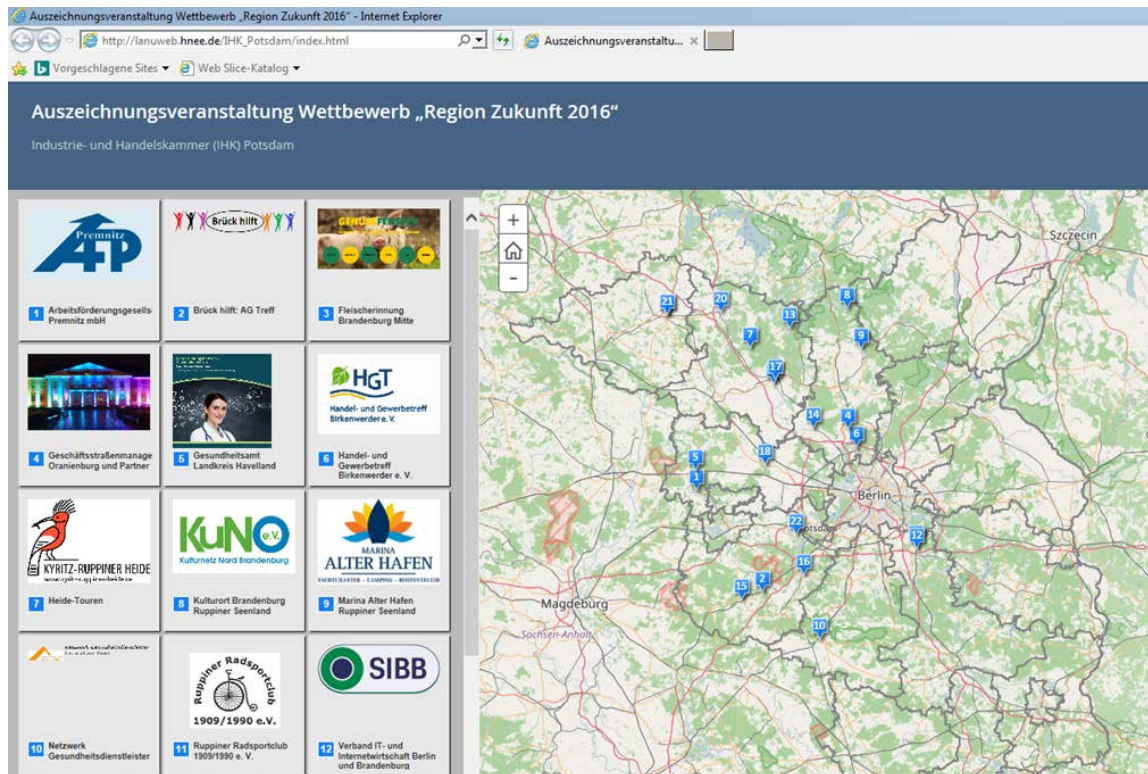 Auszeichnungsveranstaltung Wettbewerb „Region Zukunft 2016“ - Internet Explorer
http://lanuweb.hnee.de/IHK_Potsdam/index.html
Auszeichnungsveranstaltu...
Vorgeschlagene Sites
Web Slice-Katalog
Auszeichnungsveranstaltung Wettbewerb „Region Zukunft 2016“
Industrie- und Handelskammer (IHK) Potsdam
Premnitz
AFP
1 Arbeitsförderungsgesells
Premnitz mbH
Brück hilft
2 Brück hilft: AG Treff
3 Fleischerinnung
Brandenburg Mitte
4 Geschäftsstraßenmanage
Oranienburg und Partner
5 Gesundheitsamt
Landkreis Havelland
HGT
Handel- und Gewerbetreff
Birkenwerder e. V.
6 Handel- und
Gewerbetreff
Birkenwerder e. V.
KYRITZ-RUPPINER HEIDE
7 Heide-Touren
KuNO e.V.
Kulturnetz Nord Brandenburg
8 Kulturort Brandenburg
Ruppiner Seenland
MARINA
ALTER HAFEN
YACHTCHARTER - CAMPING - BOOTSVERLEIH
9 Marina Alter Hafen
Ruppiner Seenland
10 Netzwerk
Gesundheitsdienstleister
Ruppiner Radsportclub
1909/1990 e.V.
11 Ruppiner Radsportclub
1909/1990 e. V.
SIBB
12 Verband IT- und
Internetwirtschaft Berlin
und Brandenburg
+
-
Szczecin
21
20
13
8
7
9
17
14
4
6
18
5
1
Berlin
22
Potsdam
12
16
15
2
Magdeburg
10
Sachsen-Anhalt